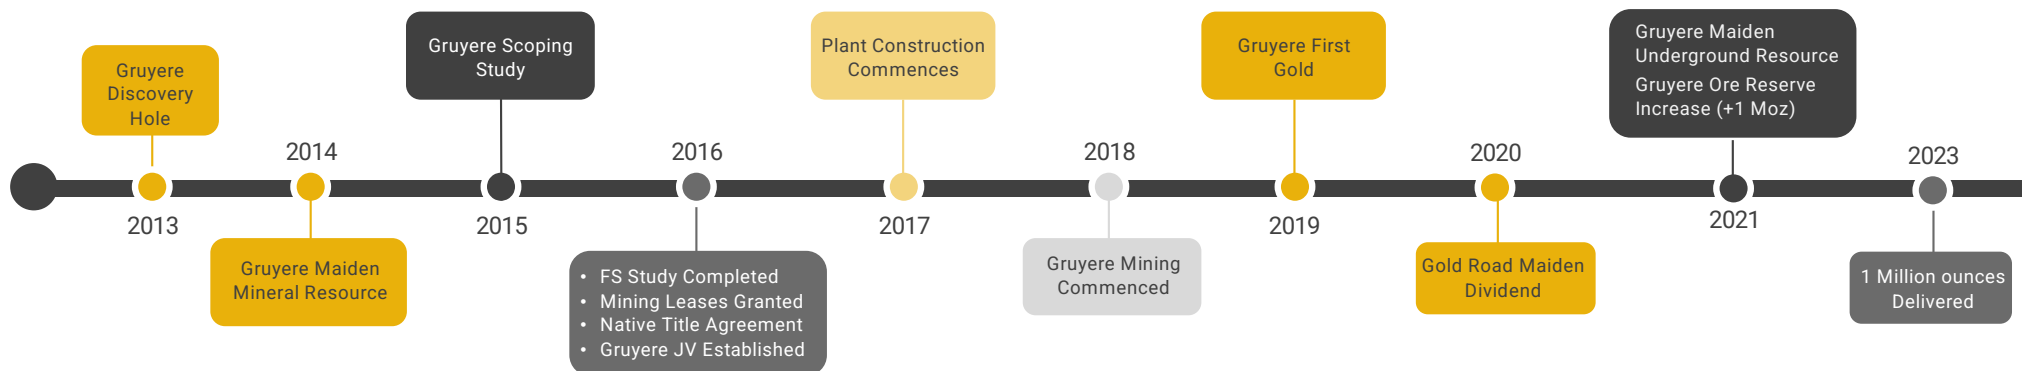 Gruyere
Discovery
Hole
2013
2014
Gruyere Maiden
Mineral Resource
Gruyere Scoping
Study
2015
2016
• FS Study Completed
• Mining Leases Granted
• Native Title Agreement
• Gruyere JV Established
Plant Construction
Commences
2017
2018
Gruyere Mining
Commenced
Gruyere First
Gold
2019
2020
Gold Road Maiden
Dividend
Gruyere Maiden
Underground Resource
Gruyere Ore Reserve
Increase (+1 Moz)
2021
2023
1 Million ounces
Delivered